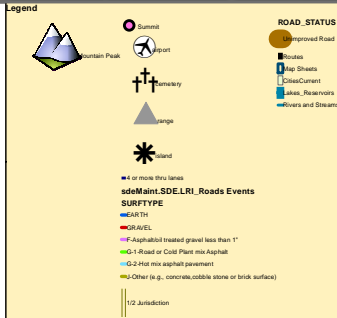 Legend
Mountain Peak
Summit
airport
cemetery
range
island
4 or more thru lanes
sdeMaint.SDE.LRI_Roads Events
SURFTYPE
EARTH
GRAVEL
F-Asphalt/oil treated gravel less than 1"
G-1-Road or Cold Plant mix Asphalt
G-2-Hot mix asphalt pavement
J-Other (e.g., concrete,cobble stone or brick surface)
1/2 Jurisdiction
ROAD_STATUS
Unimproved Road
Routes
Map Sheets
CitiesCurrent
Lakes_Reservoirs
Rivers and Streams